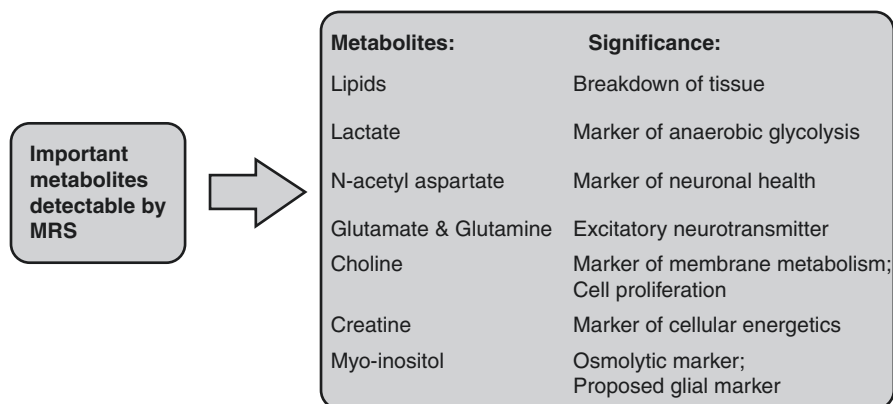 Important
metabolites
detectable by
MRS
Metabolites: Significance:
Lipids Breakdown of tissue
Lactate Marker of anaerobic glycolysis
N-acetyl aspartate Marker of neuronal health
Glutamate & Glutamine Excitatory neurotransmitter
Choline Marker of membrane metabolism;
Cell proliferation
Creatine Marker of cellular energetics
Myo-inositol Osmolytic marker;
Proposed glial marker